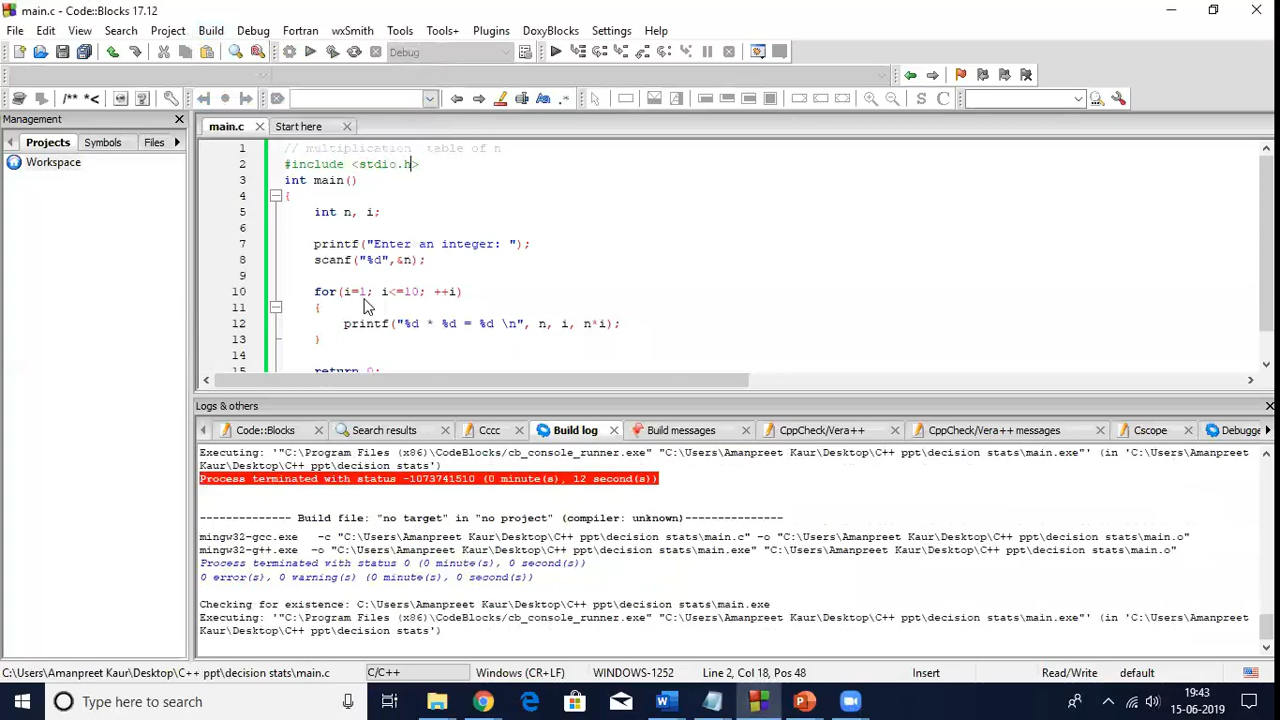 main.c - Code::Blocks 17.12
File Edit View Search Project Build Debug Fortran wxSmith Tools Tools+ Plugins DoxyBlocks Settings Help
Debug
/** *<
S C
Management
main.c Start here
Projects Symbols Files
Workspace
1 // multiplication table of n
2 #include <stdio.h>
3 int main()
4 {
5 int n, i;
6
7 printf("Enter an integer: ");
8 scanf("%d",&n);
9
10 for(i=1; i<=10; ++i)
11 {
12 printf("%d * %d = %d \n", n, i, n*i);
13 }
14
15 return 0;
Logs & others
Code::Blocks Search results Cccc Build log Build messages CppCheck/Vera++ CppCheck/Vera++ messages Cscope Debugge
Executing: '"C:\Program Files (x86)\CodeBlocks/cb_console_runner.exe" "C:\Users\Amanpreet Kaur\Desktop\C++ ppt\decision stats\main.exe"' (in 'C:\Users\Amanpreet
Kaur\Desktop\C++ ppt\decision stats')
Process terminated with status -1073741510 (0 minute(s), 12 second(s))
-------------- Build file: "no target" in "no project" (compiler: unknown)---------------
mingw32-gcc.exe -c "C:\Users\Amanpreet Kaur\Desktop\C++ ppt\decision stats\main.c" -o "C:\Users\Amanpreet Kaur\Desktop\C++ ppt\decision stats\main.o"
mingw32-g++.exe -o "C:\Users\Amanpreet Kaur\Desktop\C++ ppt\decision stats\main.exe" "C:\Users\Amanpreet Kaur\Desktop\C++ ppt\decision stats\main.o"
Process terminated with status 0 (0 minute(s), 0 second(s))
0 error(s), 0 warning(s) (0 minute(s), 0 second(s))
Checking for existence: C:\Users\Amanpreet Kaur\Desktop\C++ ppt\decision stats\main.exe
Executing: '"C:\Program Files (x86)\CodeBlocks/cb_console_runner.exe" "C:\Users\Amanpreet Kaur\Desktop\C++ ppt\decision stats\main.exe"' (in 'C:\Users\Amanpreet
Kaur\Desktop\C++ ppt\decision stats')
C:\Users\Amanpreet Kaur\Desktop\C++ ppt\decision stats\main.c C/C++ Windows (CR+LF) WINDOWS-1252 Line 2, Col 18, Pos 48 Insert Read/Write default
Type here to search
19:43
15-06-2019